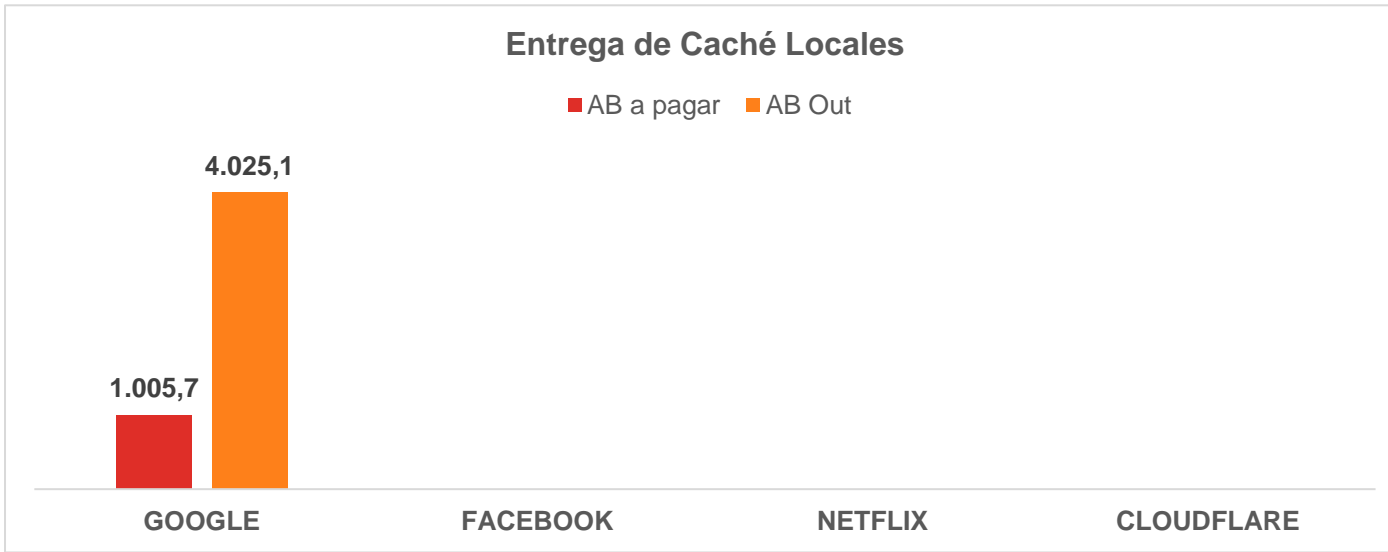 Entrega de Caché Locales
AB a pagar AB Out
4.025,1
1.005,7
GOOGLE FACEBOOK NETFLIX CLOUDFLARE